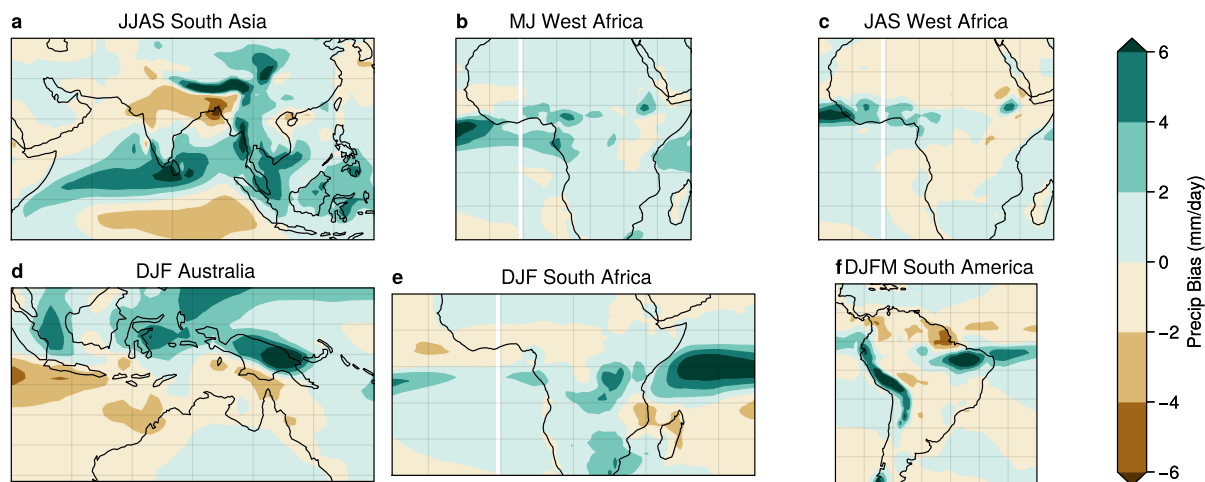 a JJAS South Asia
b MJ West Africa
c JAS West Africa
d DJF Australia
e DJF South Africa
f DJFM South America
6
4
2
0
−2
−4
−6
Precip Bias (mm/day)